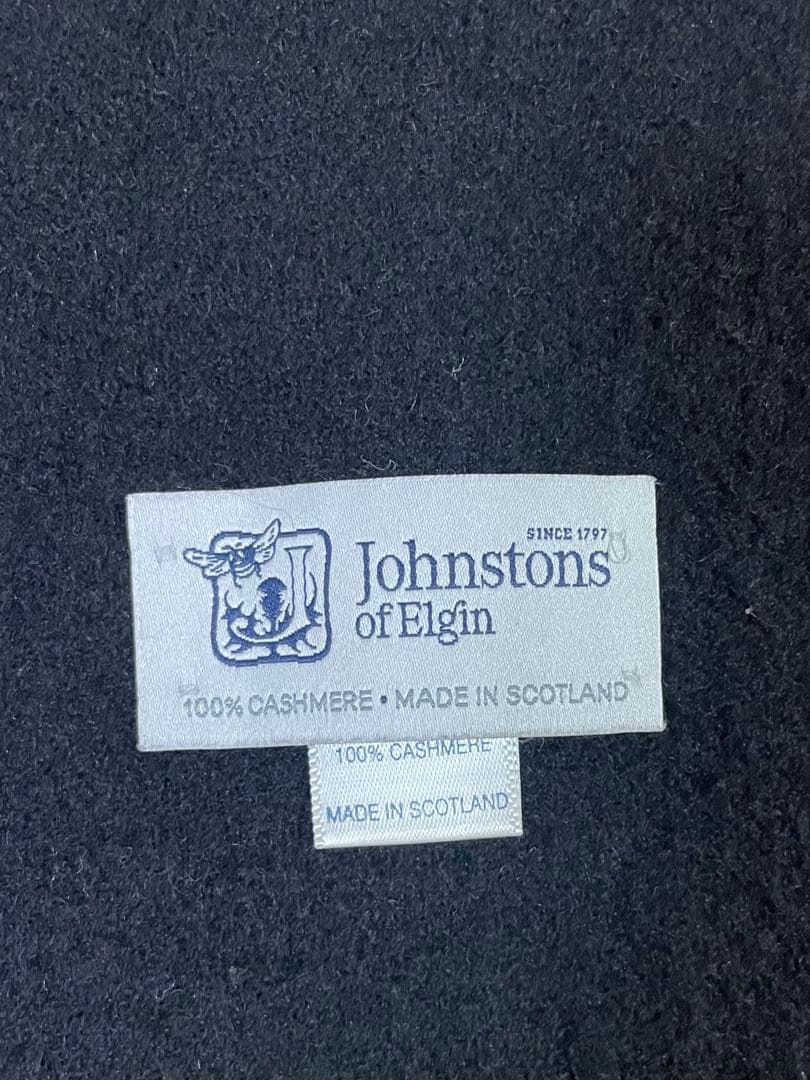 SINCE 1797
Johnstons
of Elgin
100% CASHMERE • MADE IN SCOTLAND
100% CASHMERE
MADE IN SCOTLAND